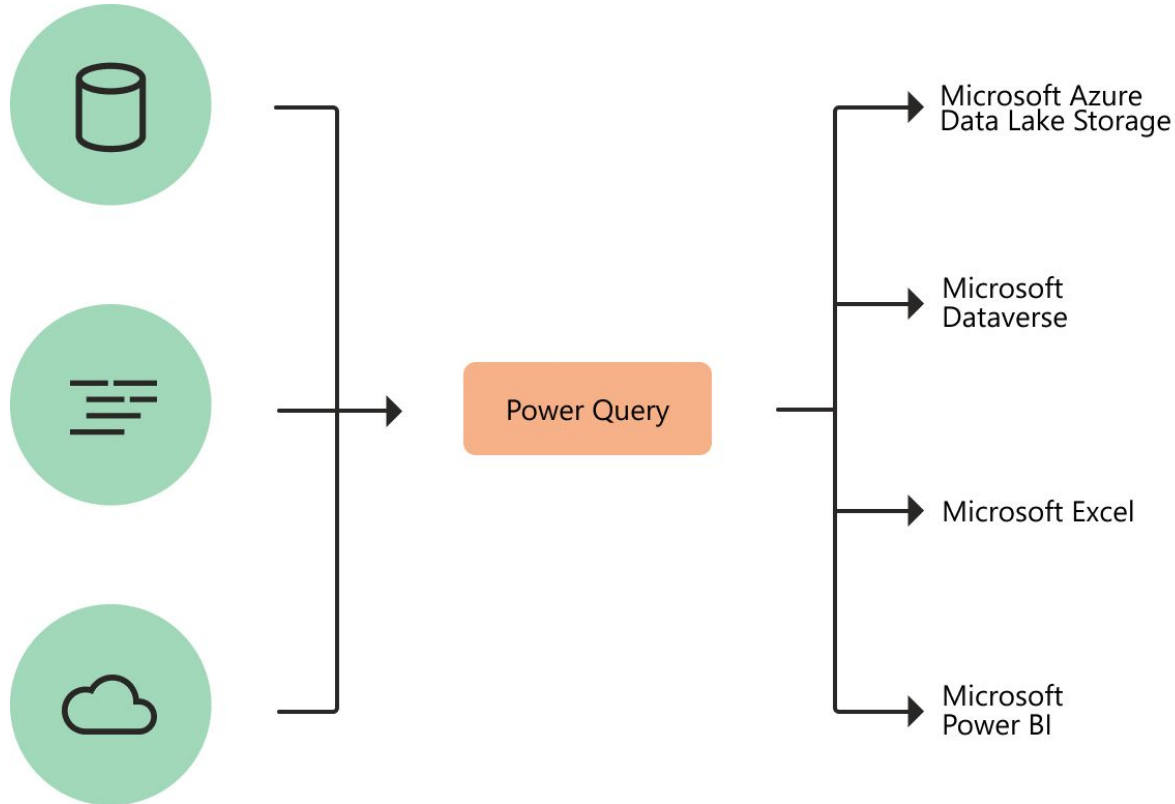 Microsoft Azure
Data Lake Storage
Microsoft
Dataverse
Power Query
Microsoft Excel
Microsoft
Power BI